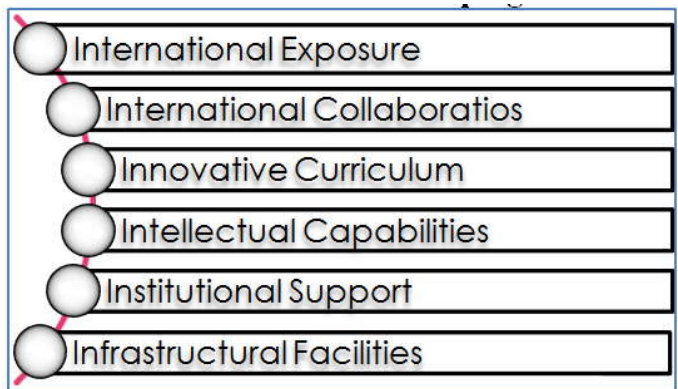 International Exposure
International Collaboratios
Innovative Curriculum
Intellectual Capabilities
Institutional Support
Infrastructural Facilities